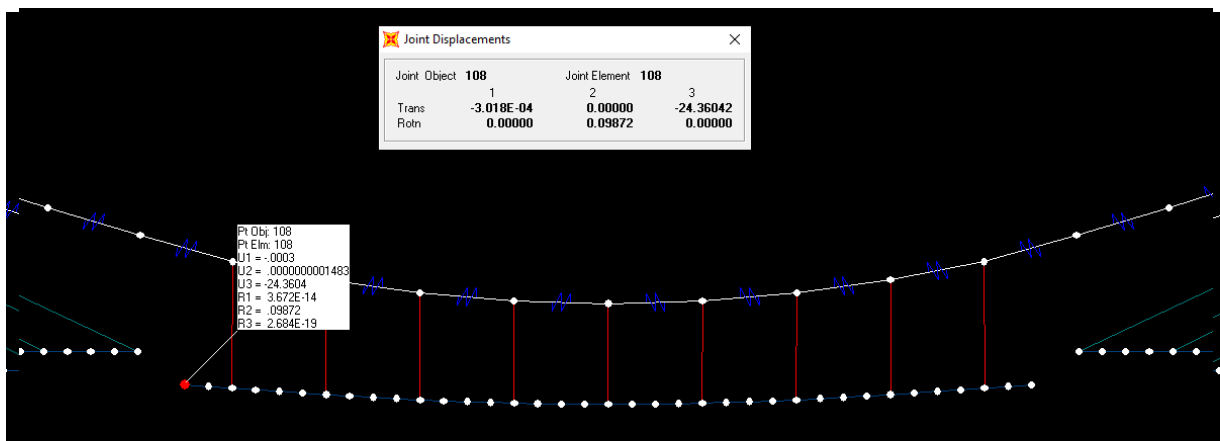 Joint Displacements
Joint Object 108 Joint Element 108
1 2 3
Trans -3.018E-04 0.00000 -24.36042
Rotn 0.00000 0.09872 0.00000
Pt Obj: 108
Pt Elm: 108
U1 = -.0003
U2 = .0000000001483
U3 = -24.3604
R1 = 3.672E-14
R2 = .09872
R3 = 2.684E-19